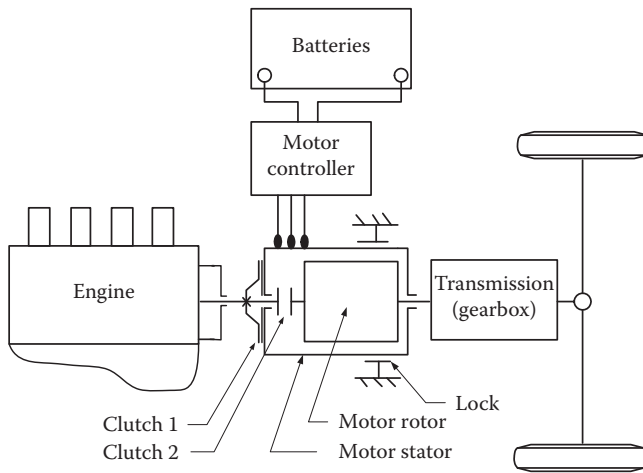 Batteries
Motor
controller
Engine
Transmission
(gearbox)
Clutch 1
Clutch 2
Lock
Motor rotor
Motor stator